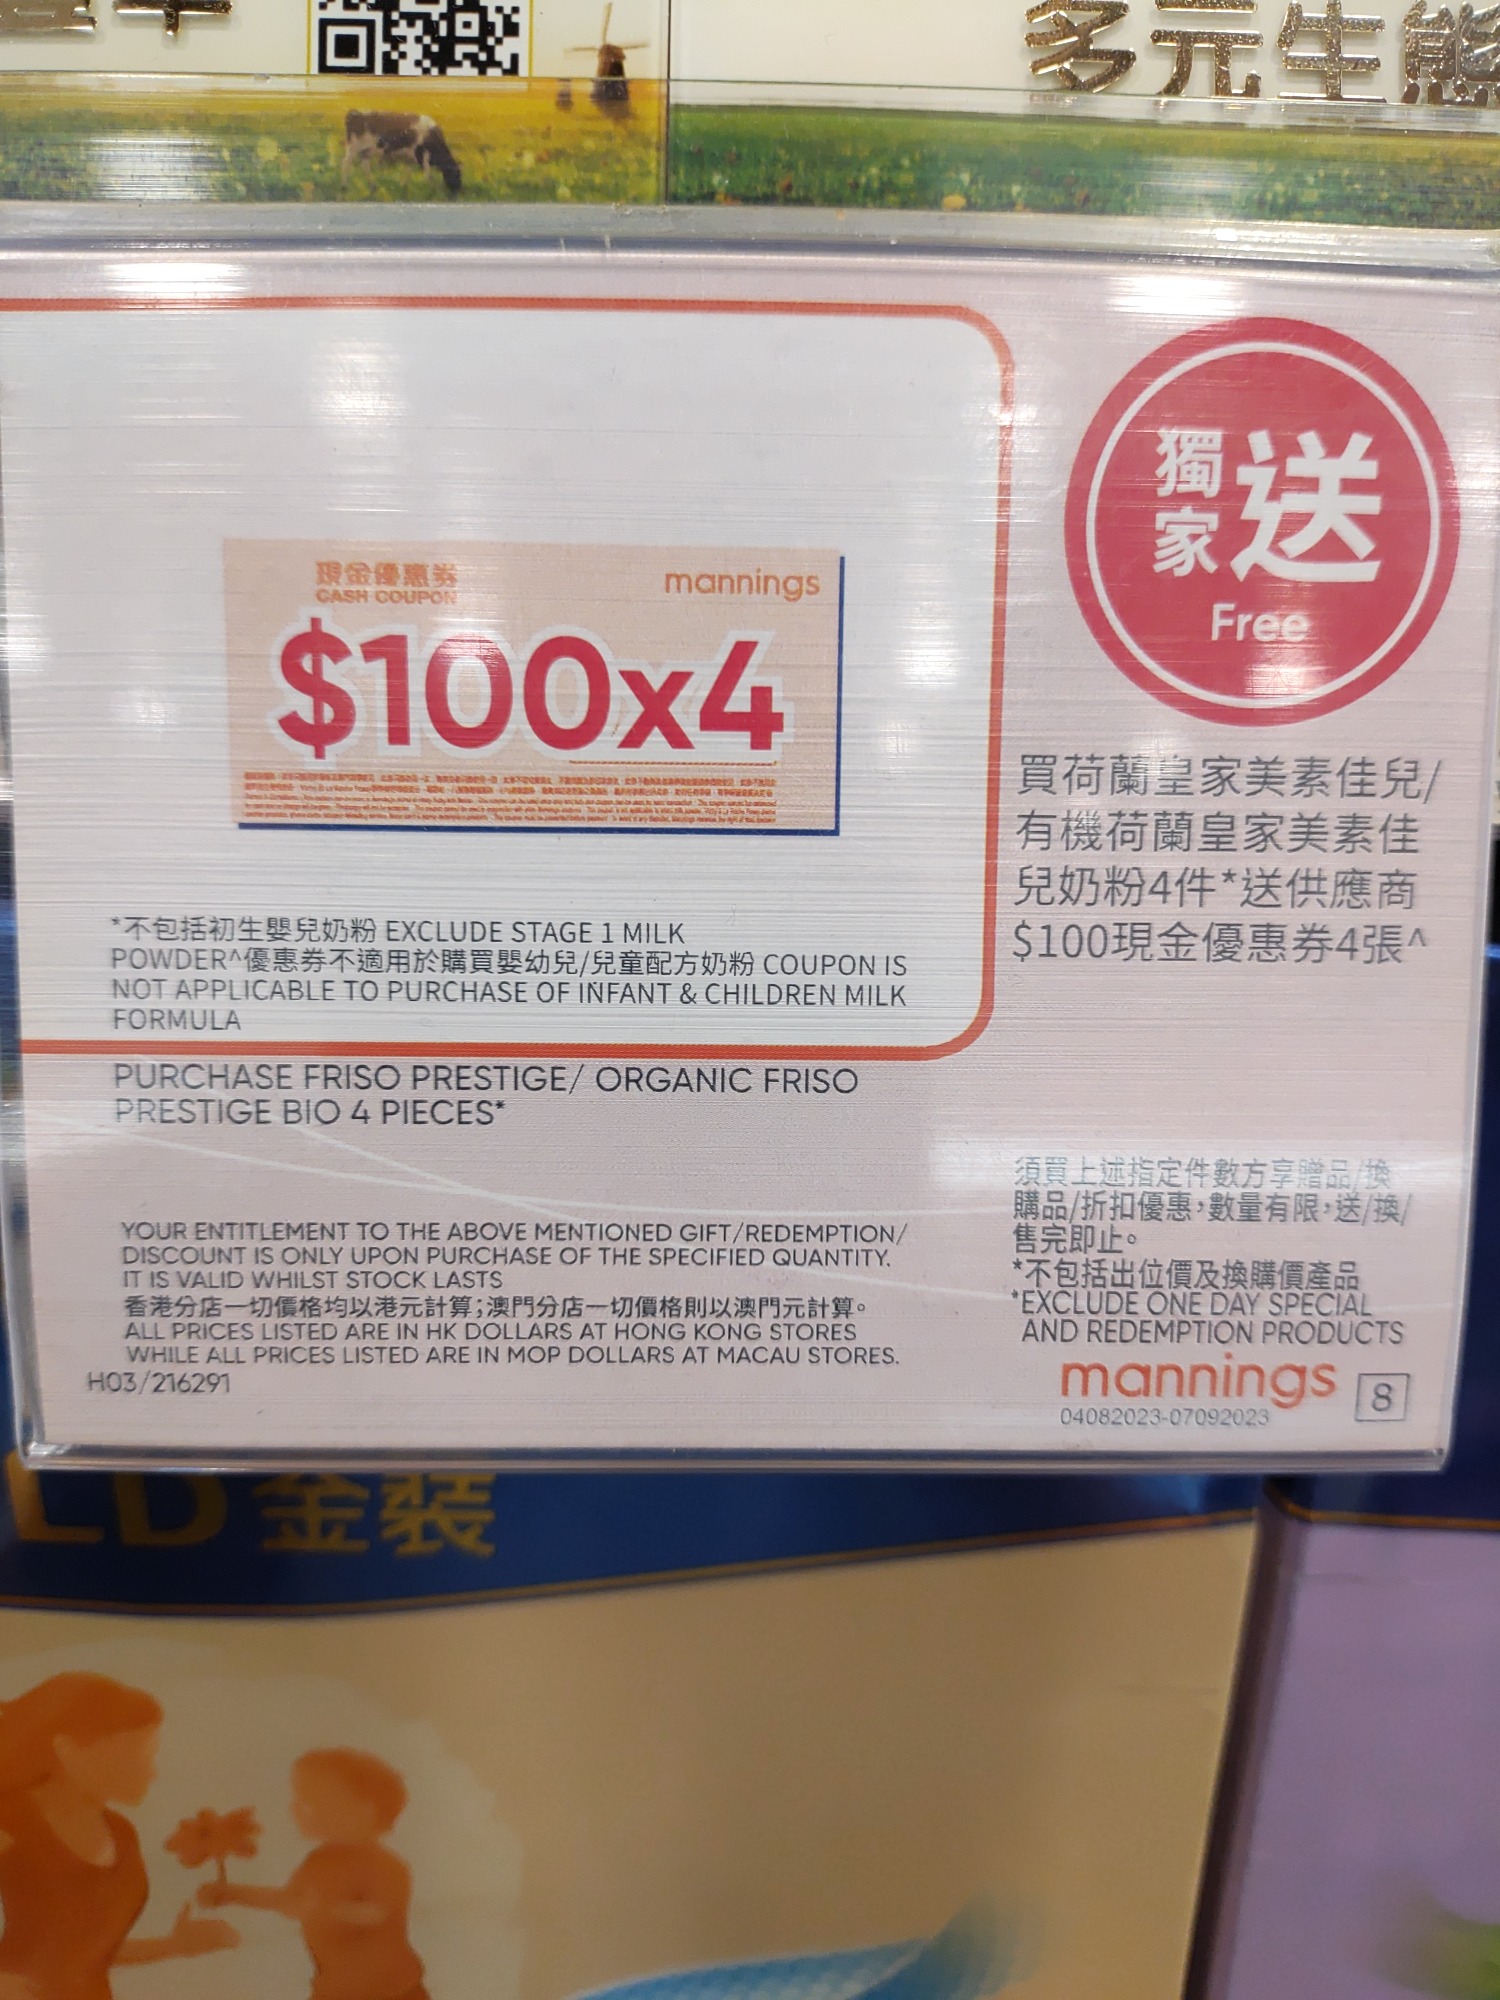 多元生態
獨家送
Free
現金優惠券
CASH COUPON
mannings
$100x4
買荷蘭皇家美素佳兒/
有機荷蘭皇家美素佳
兒奶粉4件*送供應商
$100現金優惠券4張^
*不包括初生嬰兒奶粉 EXCLUDE STAGE 1 MILK
POWDER^優惠券不適用於購買嬰幼兒/兒童配方奶粉 COUPON IS
NOT APPLICABLE TO PURCHASE OF INFANT & CHILDREN MILK
FORMULA
PURCHASE FRISO PRESTIGE/ ORGANIC FRISO
PRESTIGE BIO 4 PIECES*
YOUR ENTITLEMENT TO THE ABOVE MENTIONED GIFT/REDEMPTION/
DISCOUNT IS ONLY UPON PURCHASE OF THE SPECIFIED QUANTITY.
IT IS VALID WHILST STOCK LASTS
香港分店一切價格均以港元計算;澳門分店一切價格則以澳門元計算。
ALL PRICES LISTED ARE IN HK DOLLARS AT HONG KONG STORES
WHILE ALL PRICES LISTED ARE IN MOP DOLLARS AT MACAU STORES.
H03/216291
須買上述指定件數方享贈品/換
購品/折扣優惠,數量有限,送/換/
售完即止。
*不包括出位價及換購價產品
*EXCLUDE ONE DAY SPECIAL
AND REDEMPTION PRODUCTS
mannings
8
04082023-07092023
LD 金裝